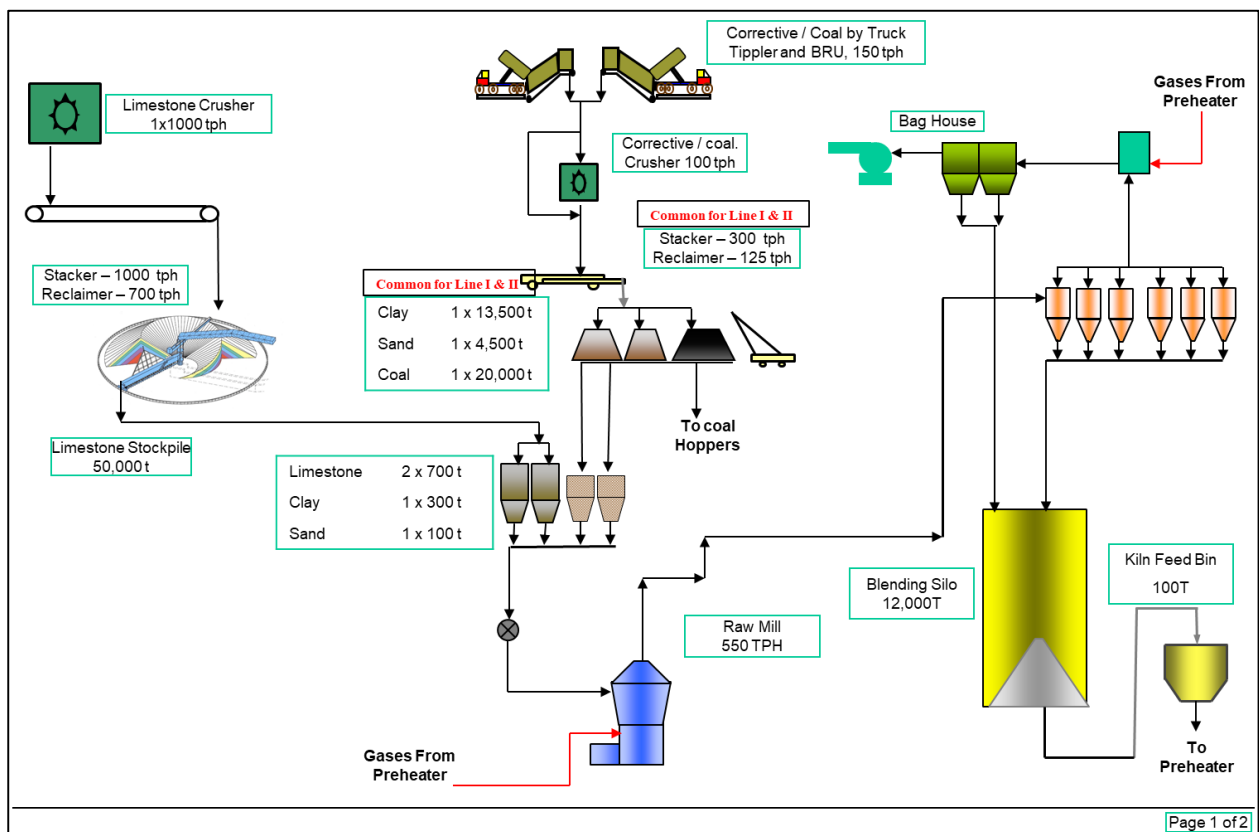 Corrective / Coal by Truck
Tippler and BRU, 150 tph
Gases From
Preheater
Limestone Crusher
1x1000 tph
Bag House
Corrective / coal.
Crusher 100 tph
Common for Line I & II
Stacker – 300 tph
Reclaimer – 125 tph
Stacker – 1000 tph
Reclaimer – 700 tph
Common for Line I & II
Clay 1 x 13,500 t
Sand 1 x 4,500 t
Coal 1 x 20,000 t
To coal
Hoppers
Limestone Stockpile
50,000 t
Limestone 2 x 700 t
Clay 1 x 300 t
Sand 1 x 100 t
Kiln Feed Bin
100T
Blending Silo
12,000T
Raw Mill
550 TPH
Gases From
Preheater
To
Preheater
Page 1 of 2